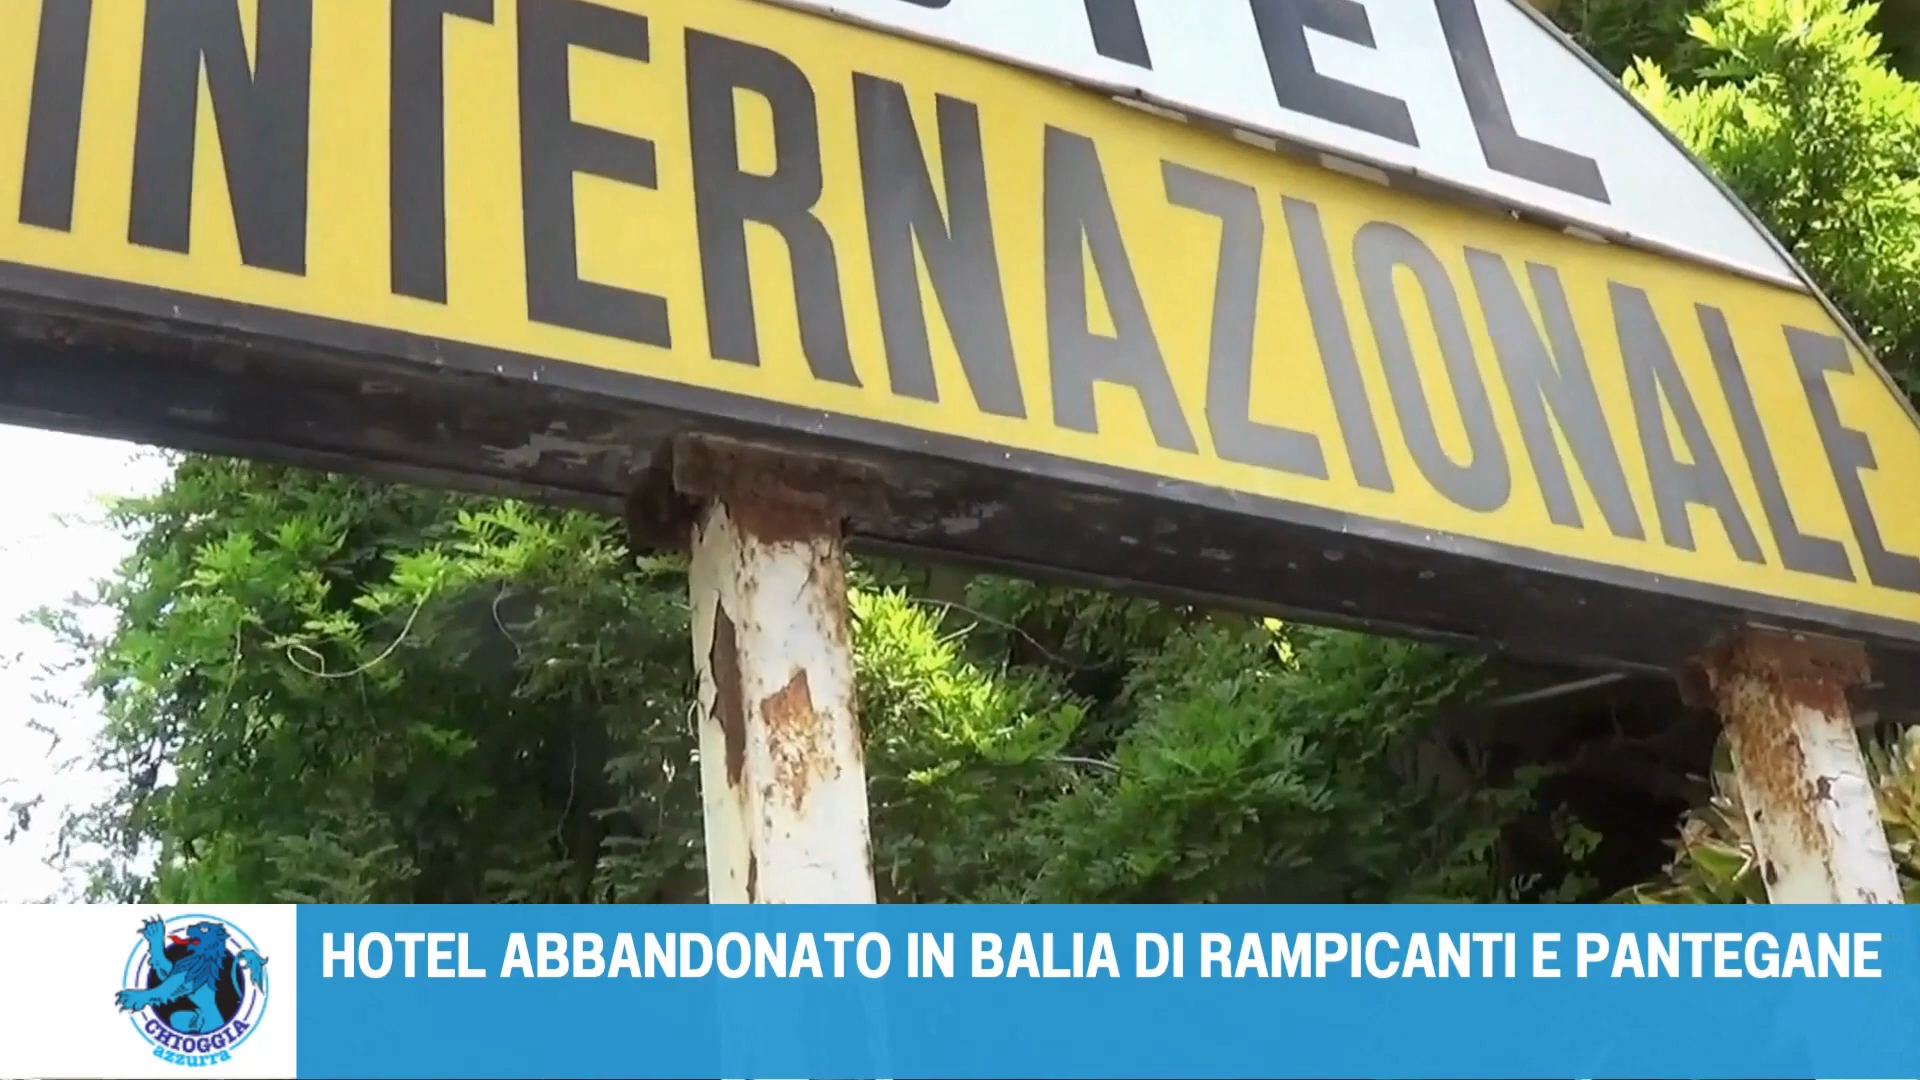 INTERNAZIONALE
HOTEL ABBANDONATO IN BALIA DI RAMPICANTI E PANTEGANE
CHIOGGIA
azzurra